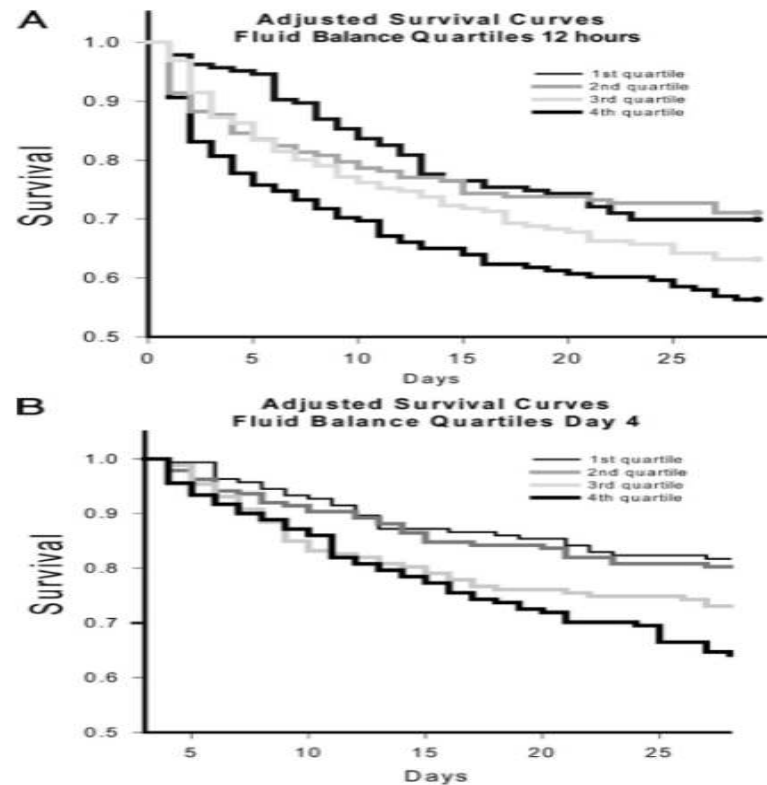 A
Adjusted Survival Curves
Fluid Balance Quartiles 12 hours
1.0
1st quartile
2nd quartile
0.9
3rd quartile
4th quartile
0.8
Survival
0.7
0.6
0.5
0 5 10 15 20 25
Days
B
Adjusted Survival Curves
Fluid Balance Quartiles Day 4
1.0
1st quartile
2nd quartile
3rd quartile
0.9
4th quartile
0.8
Survival
0.7
0.6
0.5
5 10 15 20 25
Days